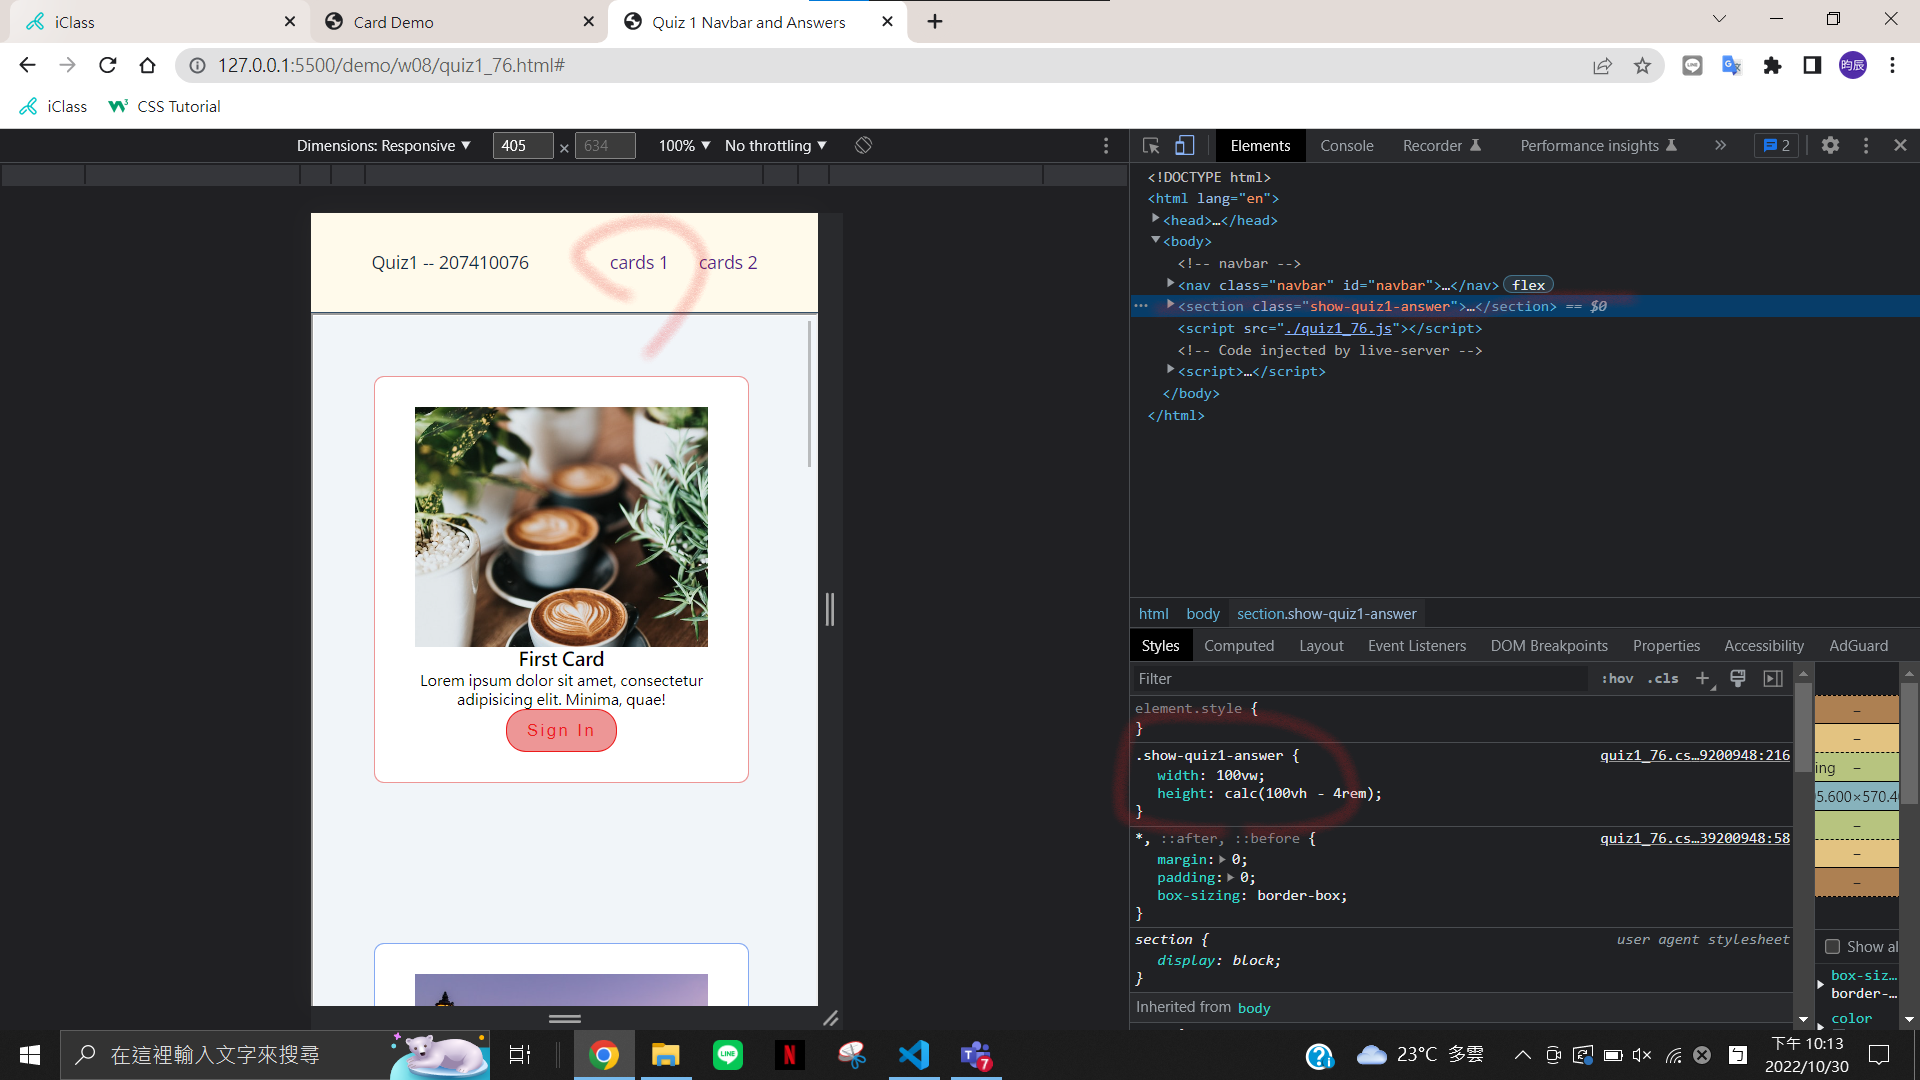 iClass
Card Demo
Quiz 1 Navbar and Answers
127.0.0.1:5500/demo/w08/quiz1_76.html#
昀辰
iClass
CSS Tutorial
Dimensions: Responsive ▼ 405 × 634 100% ▼ No throttling ▼
Elements Console Recorder Performance insights » 2
<!DOCTYPE html>
<html lang="en">
<head>…</head>
<body>
<!-- navbar -->
<nav class="navbar" id="navbar">…</nav> flex
<section class="show-quiz1-answer">…</section> == $0
<script src="./quiz1_76.js"></script>
<!-- Code injected by live-server -->
<script>…</script>
</body>
</html>
Quiz1 -- 207410076 cards 1 cards 2
First Card
Lorem ipsum dolor sit amet, consectetur
adipisicing elit. Minima, quae!
Sign In
html body section.show-quiz1-answer
Styles Computed Layout Event Listeners DOM Breakpoints Properties Accessibility AdGuard
Filter :hov .cls
element.style {
}
.show-quiz1-answer { quiz1_76.cs…9200948:216
width: 100vw;
height: calc(100vh - 4rem);
}
*, ::after, ::before { quiz1_76.cs…39200948:58
margin: 0;
padding: 0;
box-sizing: border-box;
}
section { user agent stylesheet
display: block;
}
Inherited from body
–
–
ing –
5.600×570.4
–
–
–
Show al
box-siz…
border-…
color
在這裡輸入文字來搜尋
7
23°C 多雲
下午 10:13
2022/10/30